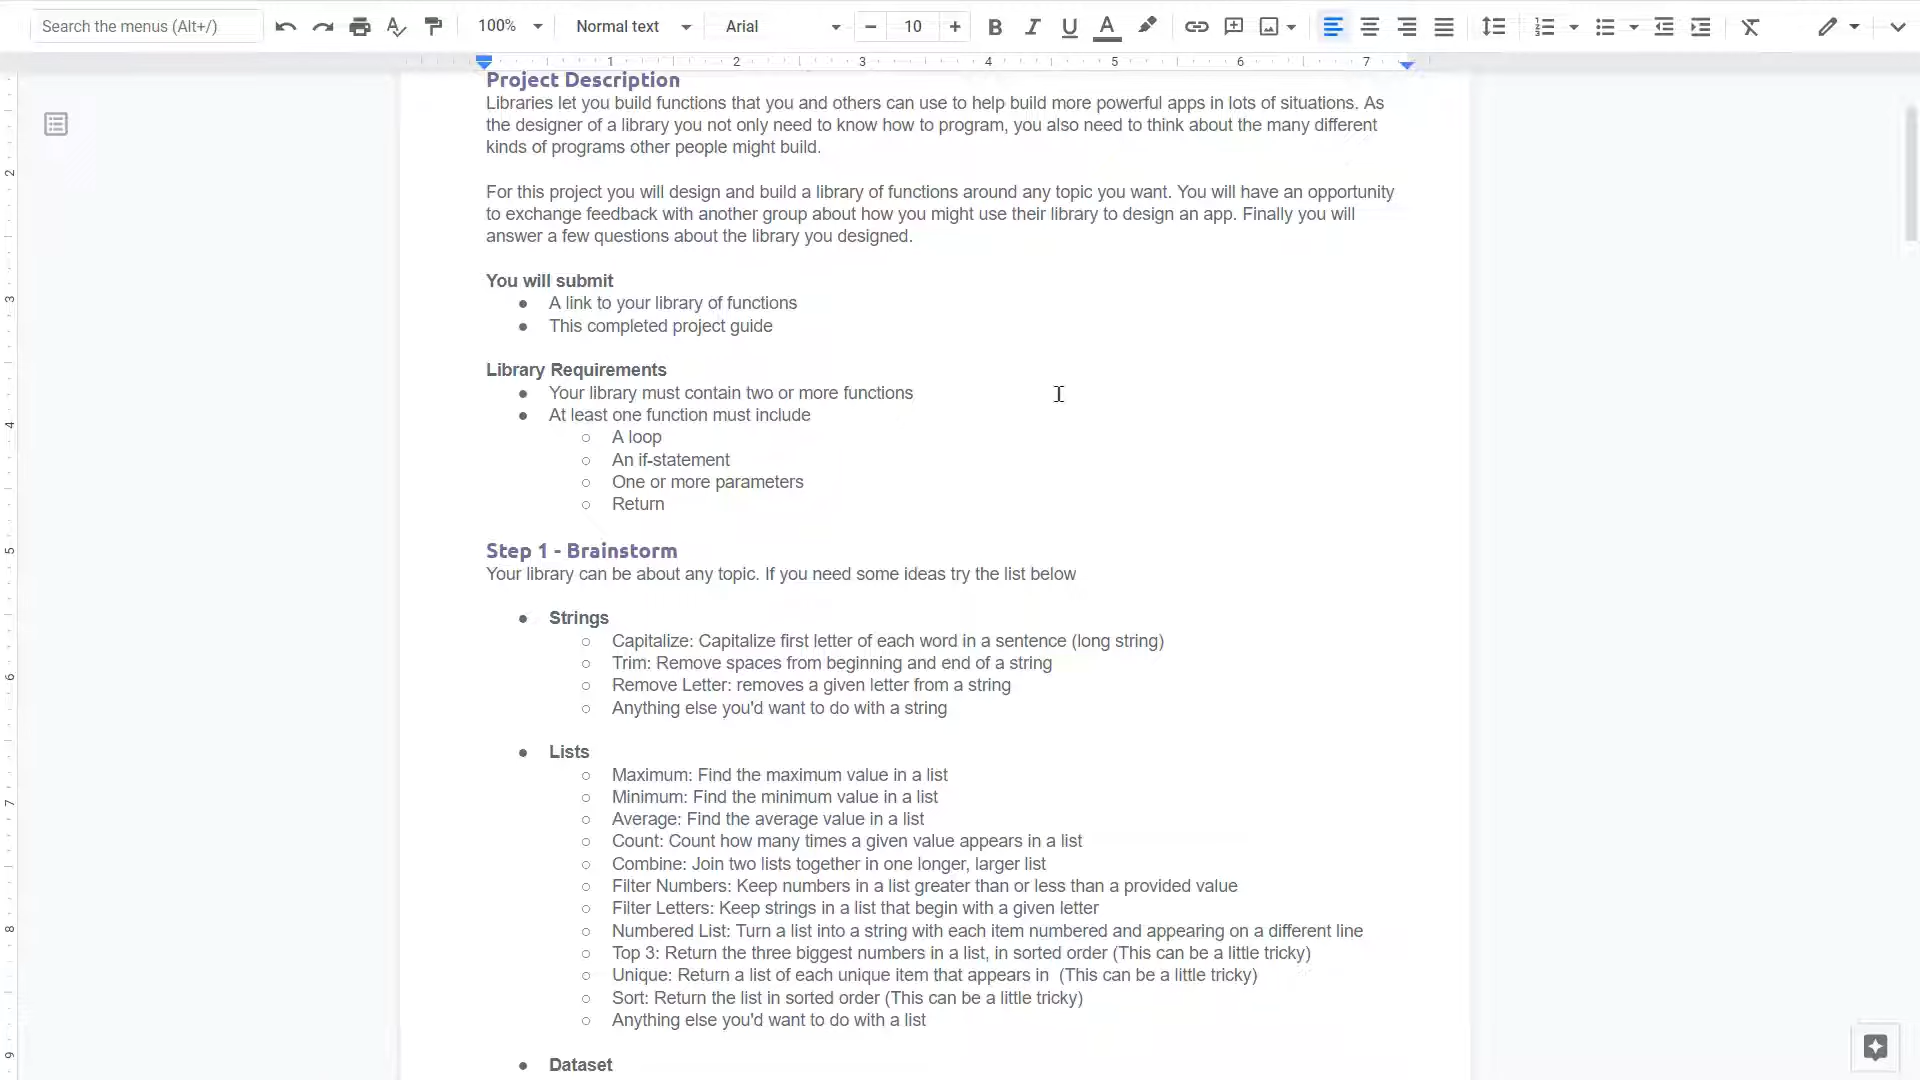 Search the menus (Alt+/)
100%
Normal text
Arial
10
1 2 3 4 5 6 7
Project Description
Libraries let you build functions that you and others can use to help build more powerful apps in lots of situations. As
the designer of a library you not only need to know how to program, you also need to think about the many different
kinds of programs other people might build.
For this project you will design and build a library of functions around any topic you want. You will have an opportunity
to exchange feedback with another group about how you might use their library to design an app. Finally you will
answer a few questions about the library you designed.
You will submit
● A link to your library of functions
● This completed project guide
Library Requirements
● Your library must contain two or more functions
● At least one function must include
○ A loop
○ An if-statement
○ One or more parameters
○ Return
Step 1 - Brainstorm
Your library can be about any topic. If you need some ideas try the list below
● Strings
○ Capitalize: Capitalize first letter of each word in a sentence (long string)
○ Trim: Remove spaces from beginning and end of a string
○ Remove Letter: removes a given letter from a string
○ Anything else you'd want to do with a string
● Lists
○ Maximum: Find the maximum value in a list
○ Minimum: Find the minimum value in a list
○ Average: Find the average value in a list
○ Count: Count how many times a given value appears in a list
○ Combine: Join two lists together in one longer, larger list
○ Filter Numbers: Keep numbers in a list greater than or less than a provided value
○ Filter Letters: Keep strings in a list that begin with a given letter
○ Numbered List: Turn a list into a string with each item numbered and appearing on a different line
○ Top 3: Return the three biggest numbers in a list, in sorted order (This can be a little tricky)
○ Unique: Return a list of each unique item that appears in  (This can be a little tricky)
○ Sort: Return the list in sorted order (This can be a little tricky)
○ Anything else you'd want to do with a list
● Dataset
2
3
4
5
6
7
8
9